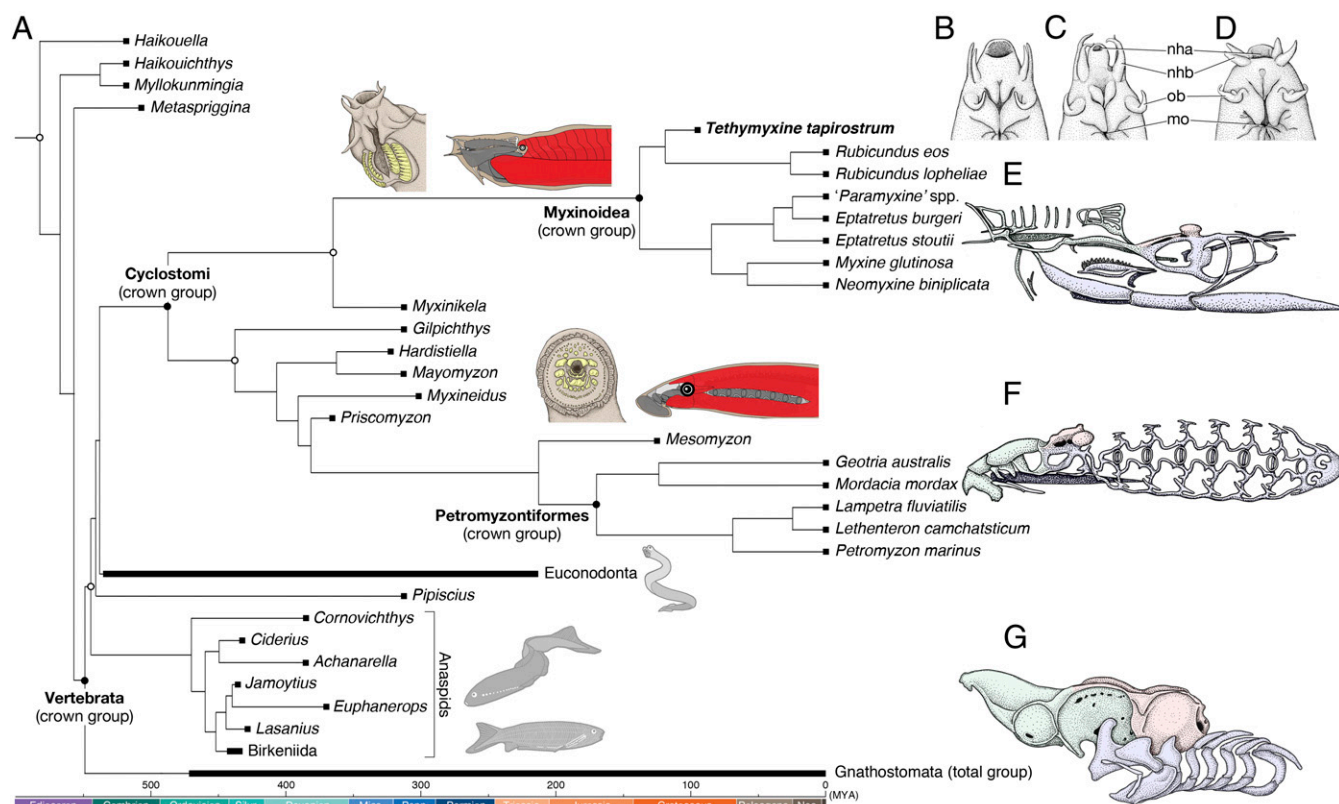 A
Haikouella
Haikouichthys
Myllokunmingia
Metaspriggina
Tethymyxine tapirostrum
Rubicundus eos
Rubicundus lopheliae
'Paramyxine' spp.
Eptatretus burgeri
Eptatretus stoutii
Myxine glutinosa
Neomyxine biniplicata
Myxinoidea
(crown group)
Cyclostomi
(crown group)
Myxinikela
Gilpichthys
Hardistiella
Mayomyzon
Myxineidus
Priscomyzon
Mesomyzon
Geotria australis
Mordacia mordax
Lampetra fluviatilis
Lethenteron camchatsticum
Petromyzon marinus
Petromyzontiformes
(crown group)
Euconodonta
Pipiscius
Cornovichthys
Ciderius
Achanarella
Jamoytius
Euphanerops
Lasanius
Birkeniida
Anaspids
Vertebrata
(crown group)
Gnathostomata (total group)
500
400
300
200
100
0
(MYA)
B
C
D
nha
nhb
ob
mo
E
F
G